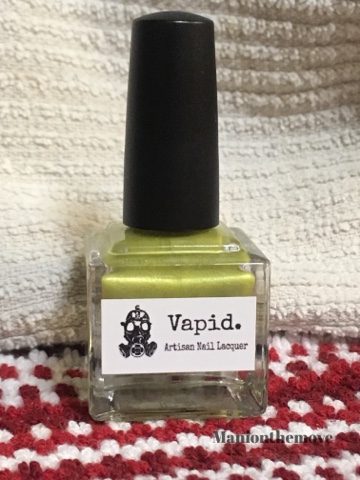 Vapid.
Artisan Nail Lacquer
Manionthemove